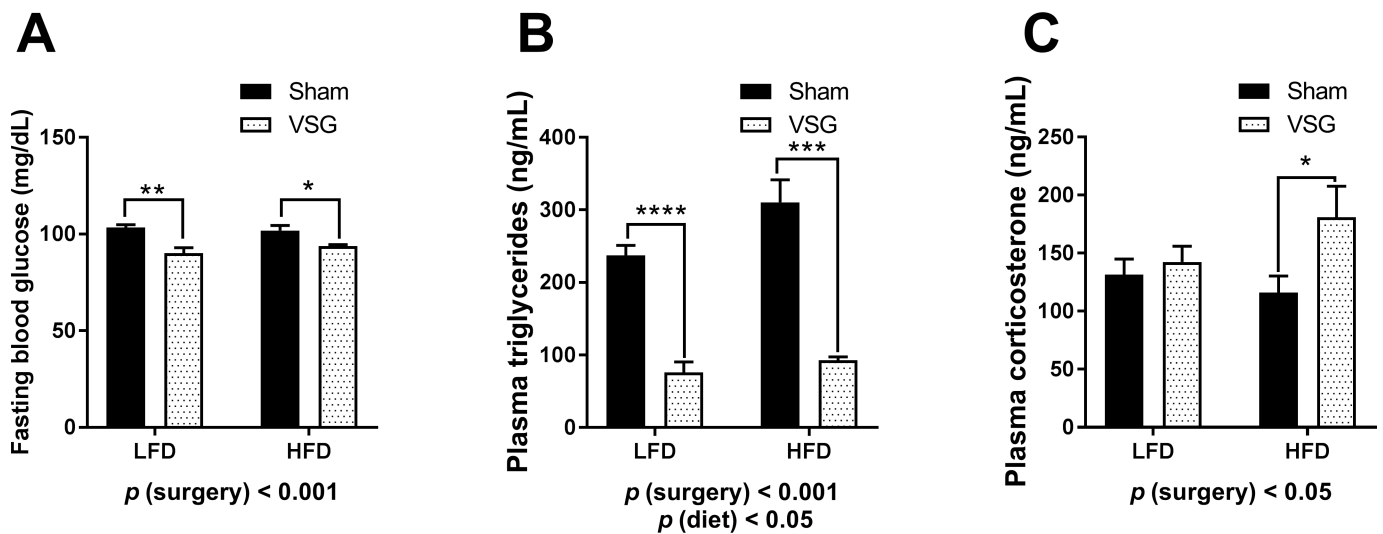 A
Sham
VSG
Fasting blood glucose (mg/dL)
150
100
50
0
**
*
LFD
HFD
p (surgery) < 0.001
B
Sham
VSG
Plasma triglycerides (ng/mL)
400
300
200
100
0
****
***
LFD
HFD
p (surgery) < 0.001
p (diet) < 0.05
C
Sham
VSG
Plasma corticosterone (ng/mL)
250
200
150
100
50
0
*
LFD
HFD
p (surgery) < 0.05